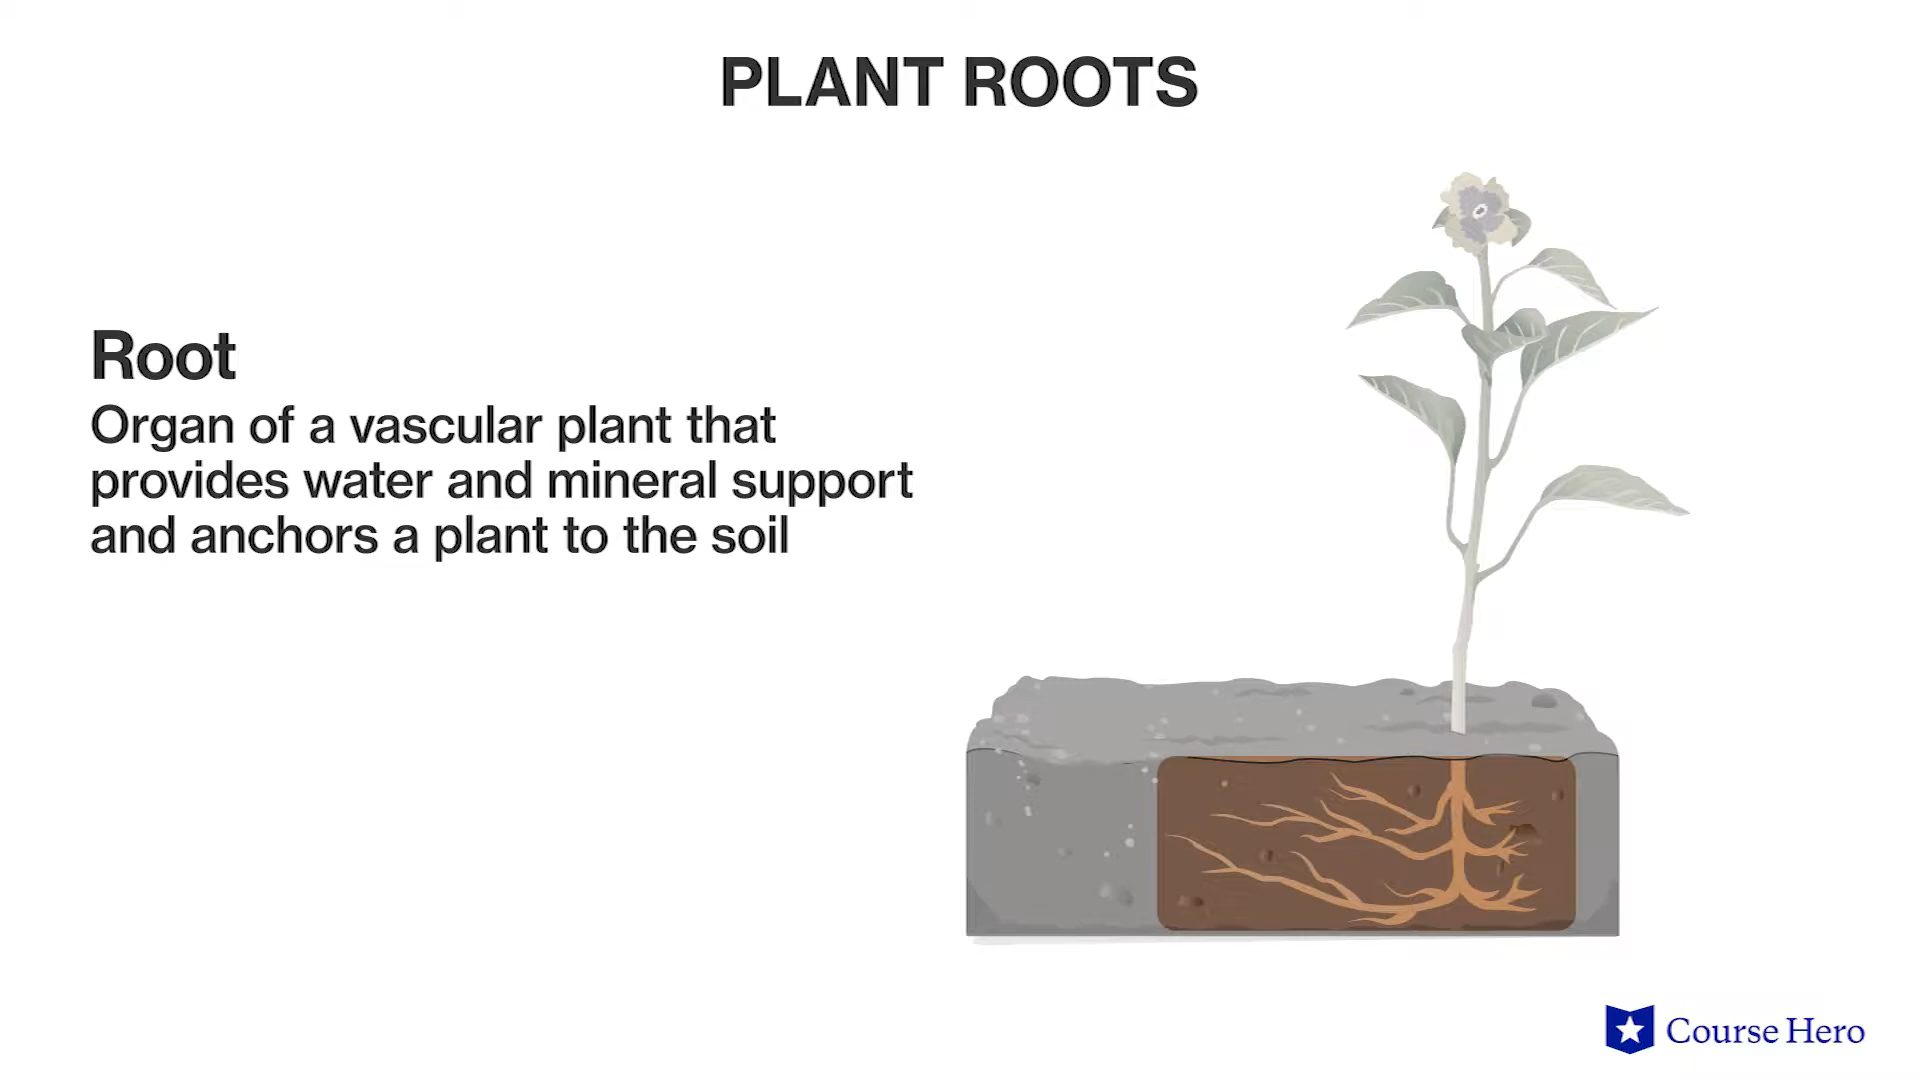 PLANT ROOTS
Root
Organ of a vascular plant that
provides water and mineral support
and anchors a plant to the soil
Course Hero